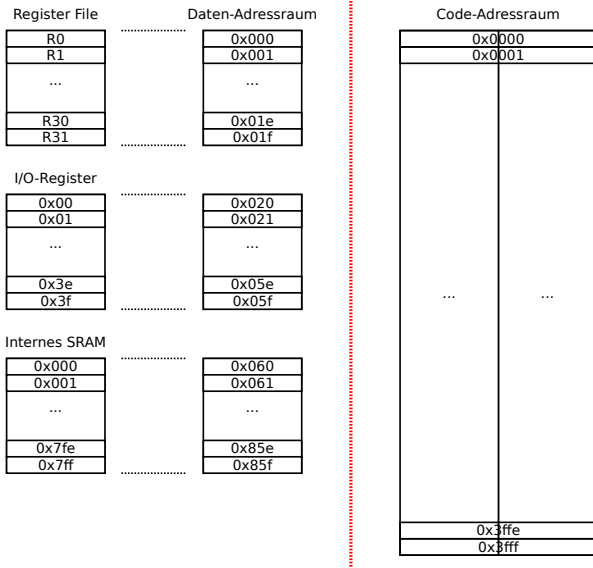 Register File
R0
R1
...
R30
R31
Daten-Adressraum
0x000
0x001
...
0x01e
0x01f
I/O-Register
0x00
0x01
...
0x3e
0x3f
0x020
0x021
...
0x05e
0x05f
Internes SRAM
0x000
0x001
...
0x7fe
0x7ff
0x060
0x061
...
0x85e
0x85f
Code-Adressraum
0x0000
0x0001
... ...
0x3ffe
0x3fff